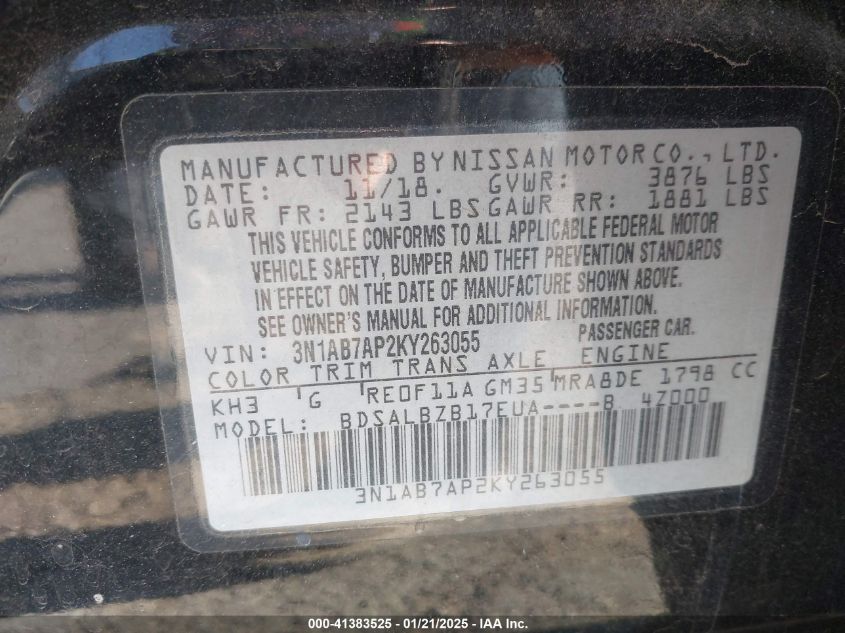 MANUFACTURED BY NISSAN MOTOR CO., LTD.
DATE: 11/18. GVWR: 3876 LBS
GAWR FR: 2143 LBS GAWR RR: 1881 LBS
THIS VEHICLE CONFORMS TO ALL APPLICABLE FEDERAL MOTOR
VEHICLE SAFETY, BUMPER AND THEFT PREVENTION STANDARDS
IN EFFECT ON THE DATE OF MANUFACTURE SHOWN ABOVE.
SEE OWNER'S MANUAL FOR ADDITIONAL INFORMATION.
VIN: 3N1AB7AP2KY263055 PASSENGER CAR.
COLOR TRIM TRANS AXLE ENGINE
KH3 G RE0F11A GM35 MRA8DE 1798 CC
MODEL: BDSALBZB17EUA----B 4Z000
3N1AB7AP2KY263055
000-41383525 - 01/21/2025 - IAA Inc.